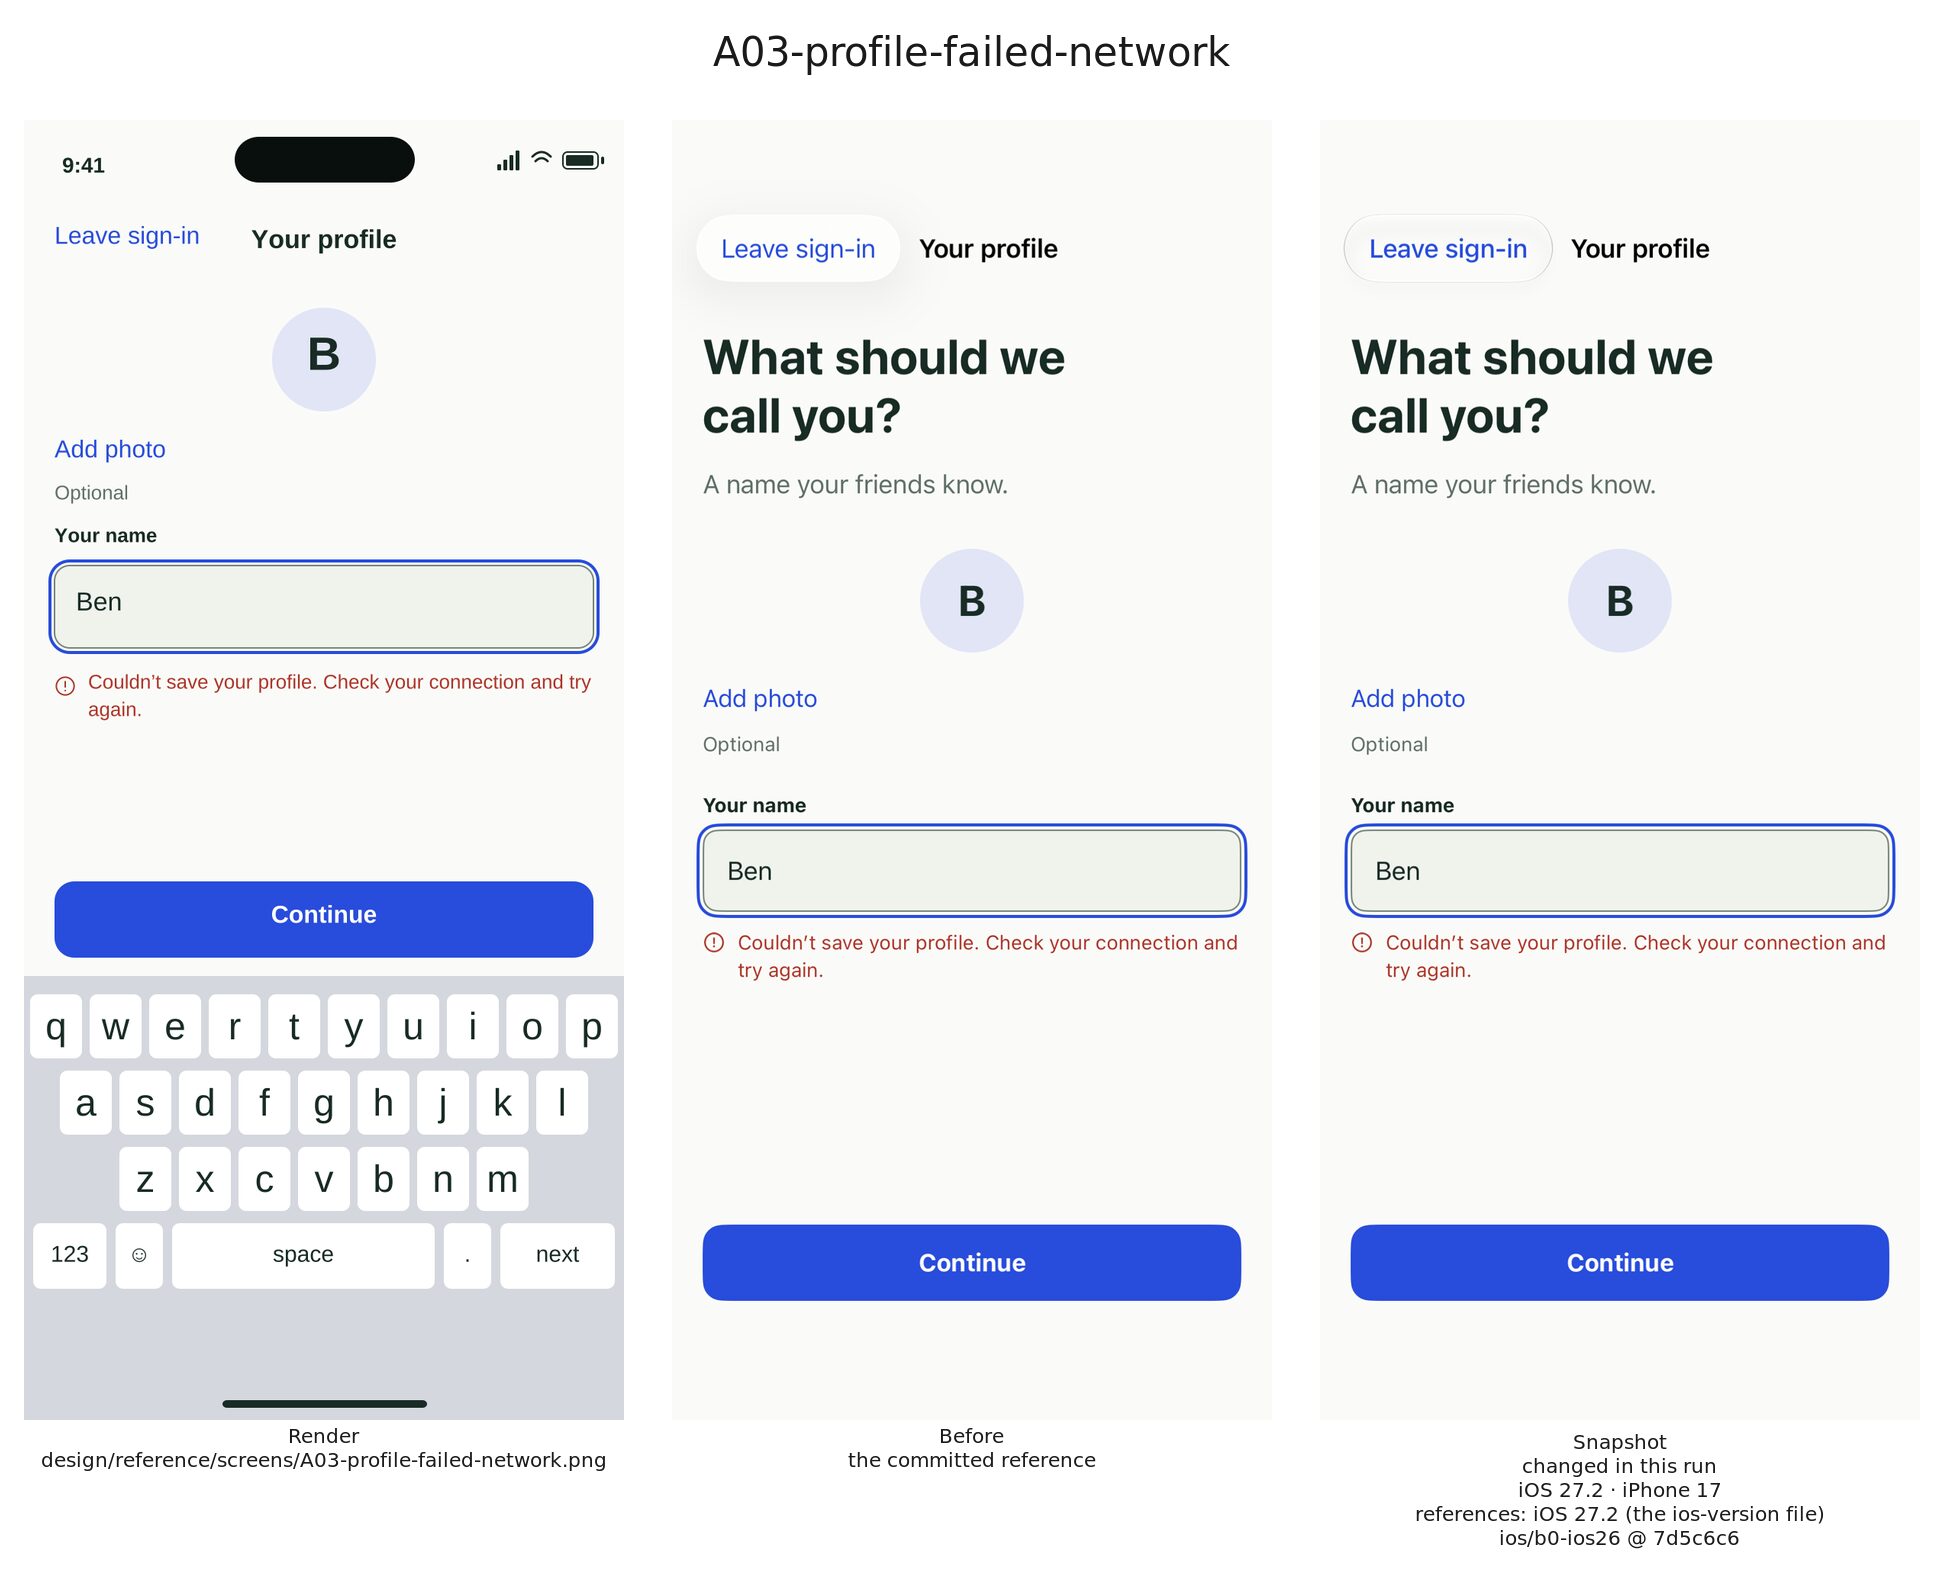 A03-profile-failed-network
9:41
Leave sign-in
Your profile
B
Add photo
Optional
Your name
Ben
Couldn’t save your profile. Check your connection and try
again.
Continue
q w e r t y u i o p
a s d f g h j k l
z x c v b n m
123 ☺ space . next
Render
design/reference/screens/A03-profile-failed-network.png
Leave sign-in
Your profile
What should we
call you?
A name your friends know.
B
Add photo
Optional
Your name
Ben
Couldn’t save your profile. Check your connection and
try again.
Continue
Before
the committed reference
Leave sign-in
Your profile
What should we
call you?
A name your friends know.
B
Add photo
Optional
Your name
Ben
Couldn’t save your profile. Check your connection and
try again.
Continue
Snapshot
changed in this run
iOS 27.2 · iPhone 17
references: iOS 27.2 (the ios-version file)
ios/b0-ios26 @ 7d5c6c6